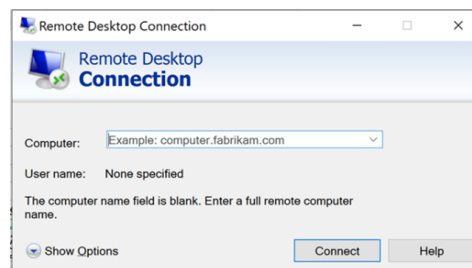 Remote Desktop Connection
Remote Desktop
Connection
Computer:
Example: computer.fabrikam.com
User name: None specified
The computer name field is blank. Enter a full remote computer
name.
Show Options
Connect
Help